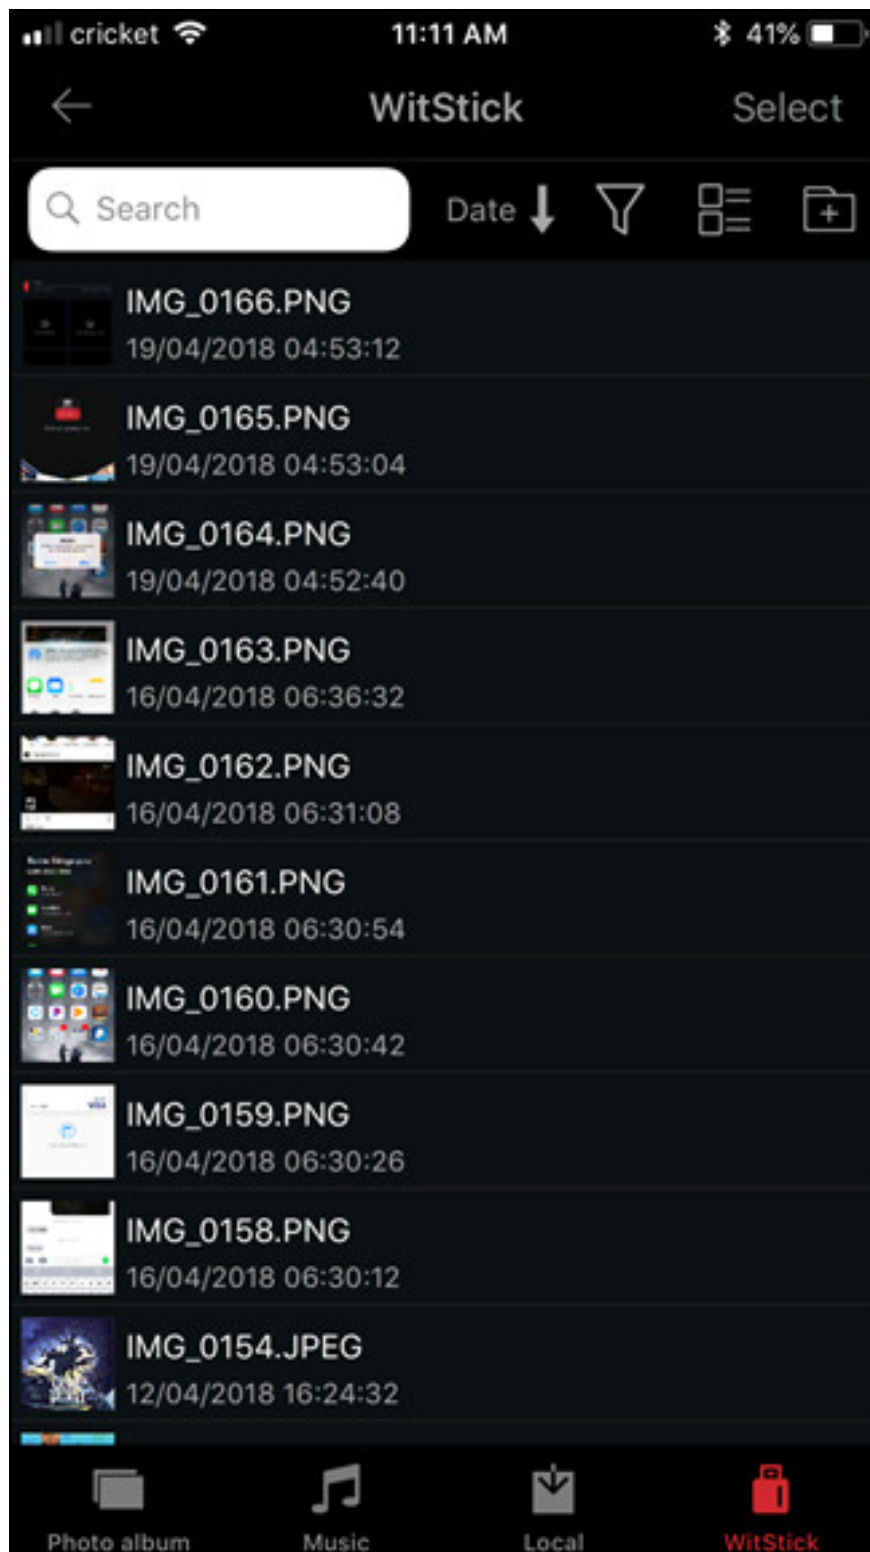 cricket 11:11 AM 41%
WitStick Select
Search Date
IMG_0166.PNG
19/04/2018 04:53:12
IMG_0165.PNG
19/04/2018 04:53:04
IMG_0164.PNG
19/04/2018 04:52:40
IMG_0163.PNG
16/04/2018 06:36:32
IMG_0162.PNG
16/04/2018 06:31:08
IMG_0161.PNG
16/04/2018 06:30:54
IMG_0160.PNG
16/04/2018 06:30:42
IMG_0159.PNG
16/04/2018 06:30:26
IMG_0158.PNG
16/04/2018 06:30:12
IMG_0154.JPEG
12/04/2018 16:24:32
Photo album Music Local WitStick